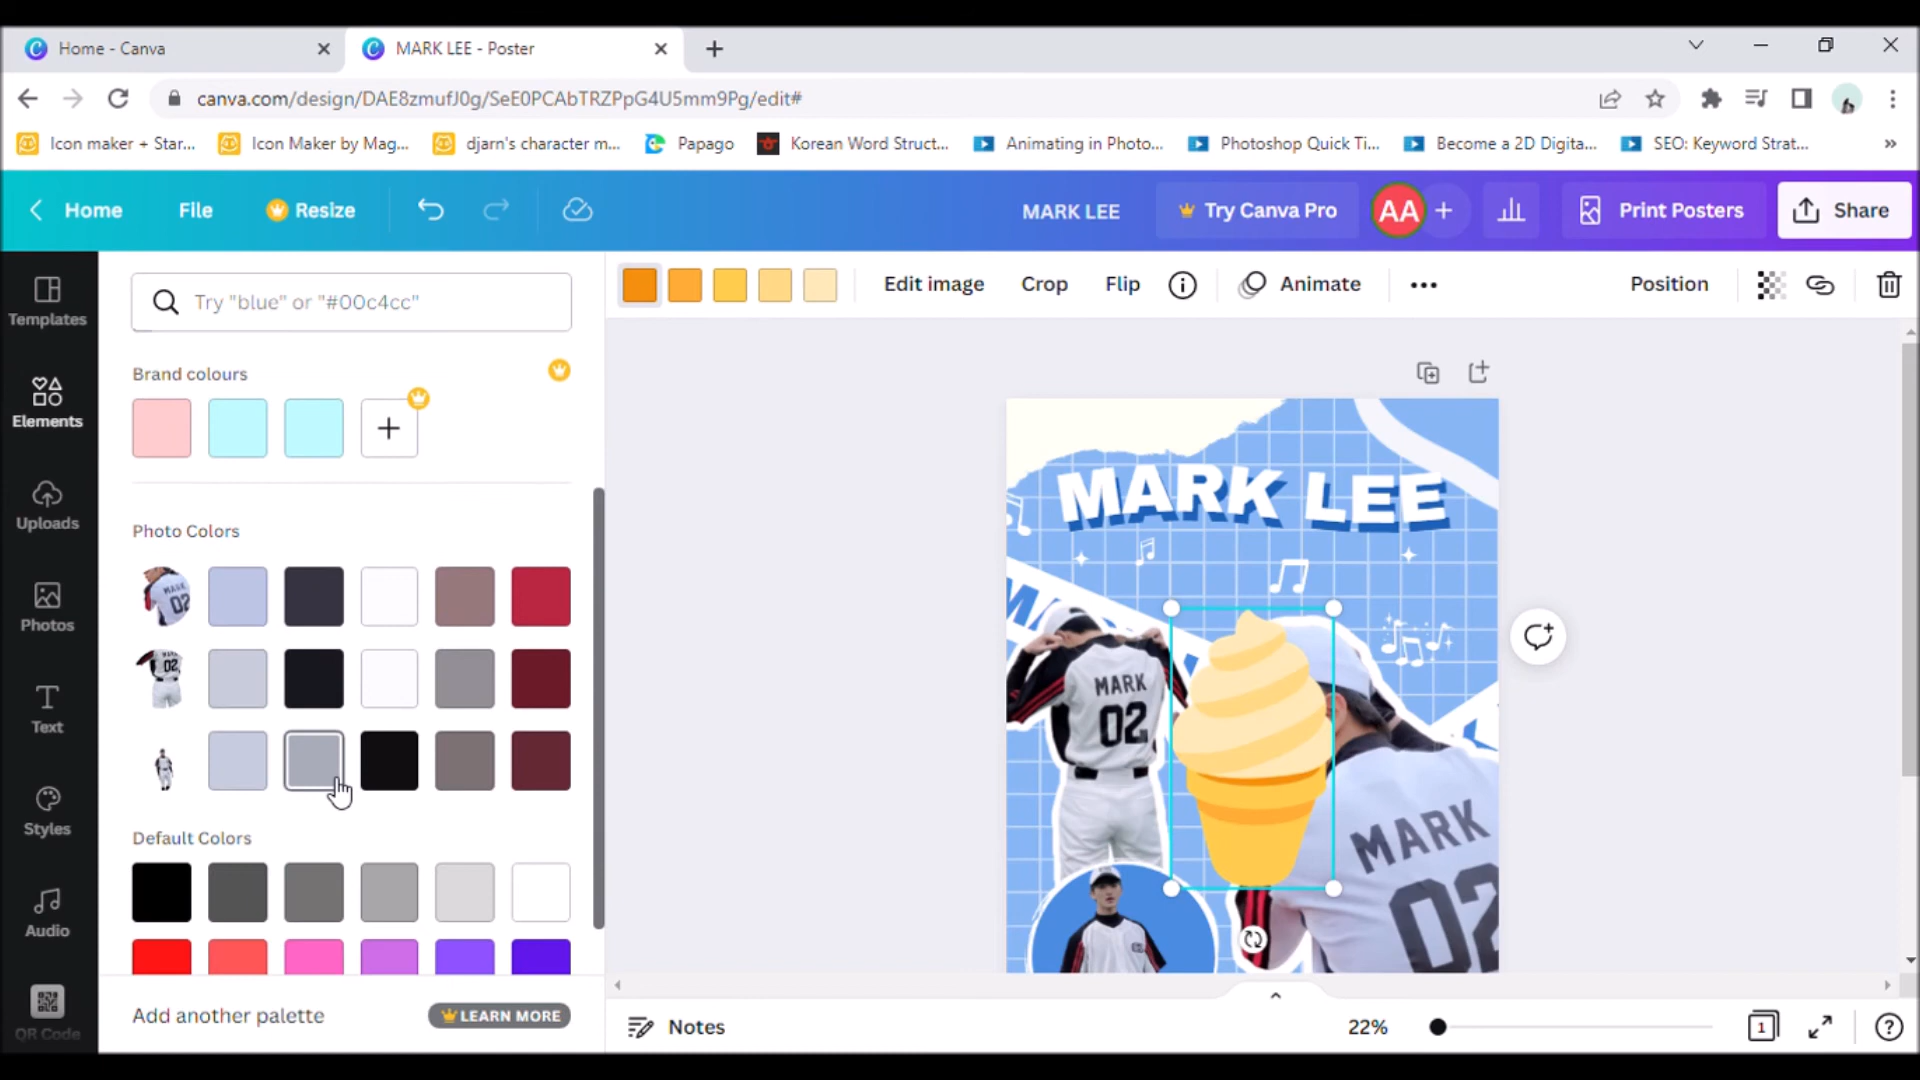 Home - Canva
MARK LEE - Poster
canva.com/design/DAE8zmufJ0g/SeE0PCAbTRZPpG4U5mm9Pg/edit#
Icon maker + Star...
Icon Maker by Mag...
djarn's character m...
Papago
Korean Word Struct...
Animating in Photo...
Photoshop Quick Ti...
Become a 2D Digita...
SEO: Keyword Strat...
»
Home
File
Resize
MARK LEE
Try Canva Pro
AA
Print Posters
Share
Templates
Elements
Uploads
Photos
Text
Styles
Audio
QR Code
Try "blue" or "#00c4cc"
Brand colours
Photo Colors
MARK
02
02
Default Colors
Add another palette
LEARN MORE
Edit image
Crop
Flip
Animate
Position
MARK LEE
MARK
02
MARK
02
Notes
22%
1